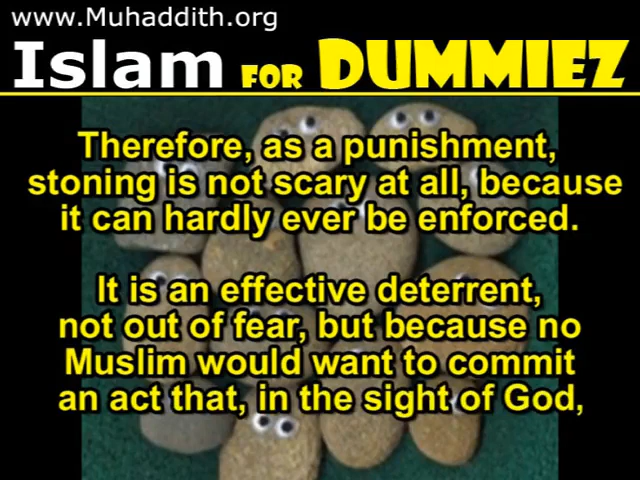 www.Muhaddith.org
Islam FOR DUMMIEZ
Therefore, as a punishment,
stoning is not scary at all, because
it can hardly ever be enforced.
It is an effective deterrent,
not out of fear, but because no
Muslim would want to commit
an act that, in the sight of God,